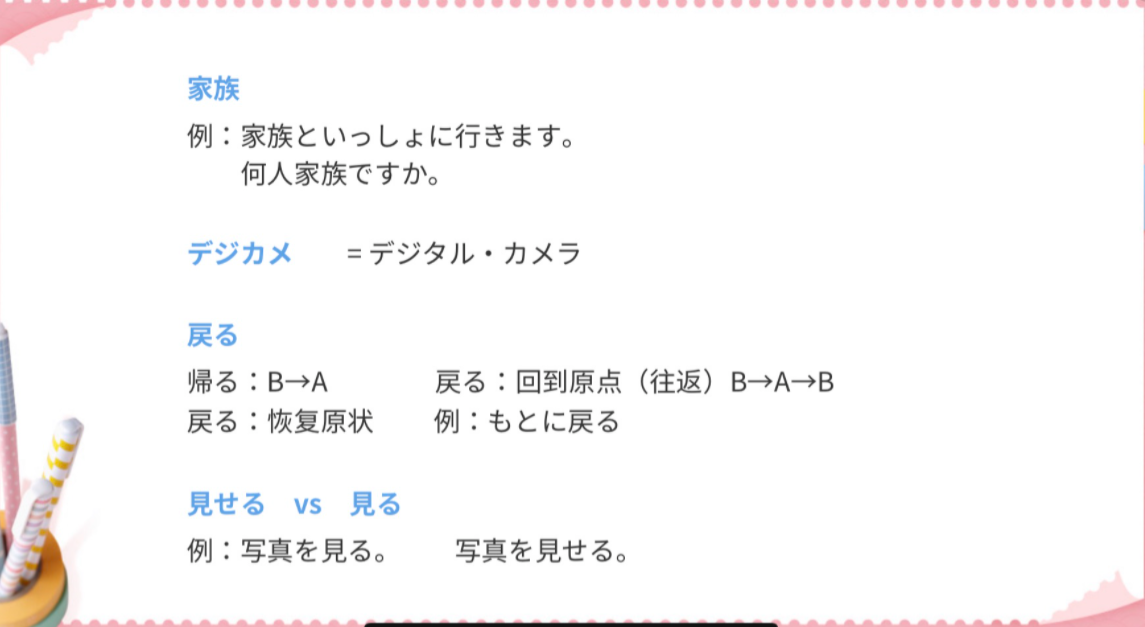 家族
例：家族といっしょに行きます。
何人家族ですか。
デジカメ　　= デジタル・カメラ
戻る
帰る：B→A　　　　戻る：回到原点（往返）B→A→B
戻る：恢复原状　　例：もとに戻る
見せる　vs　見る
例：写真を見る。　　写真を見せる。